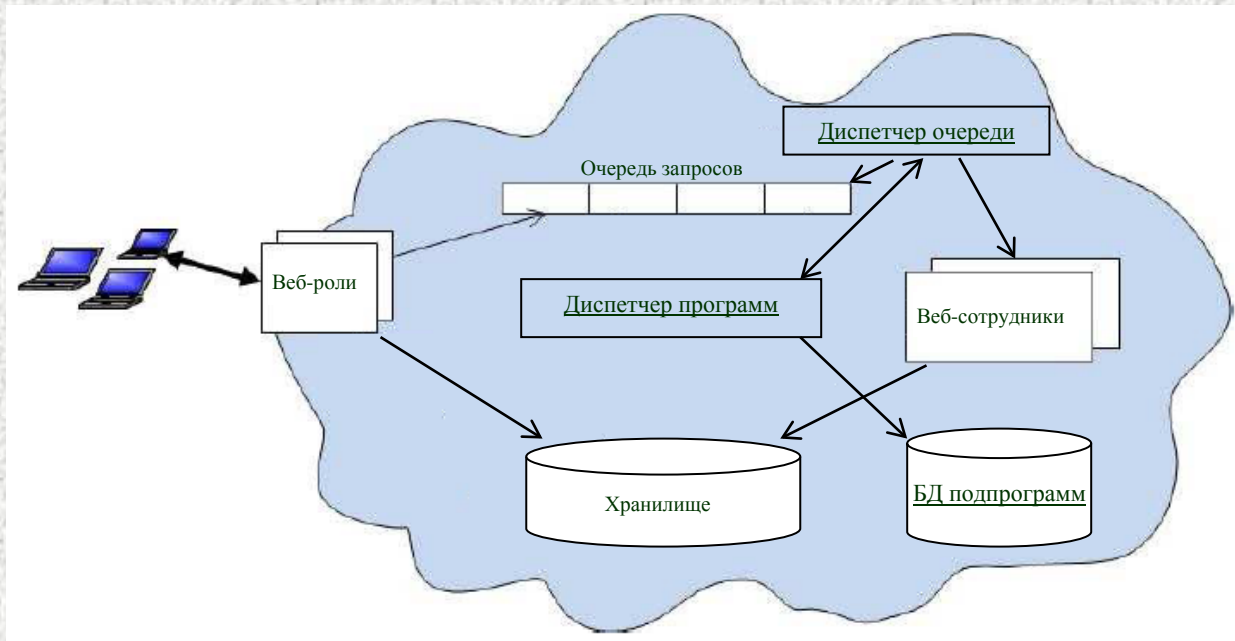 Диспетчер очереди
Очередь запросов
Веб-роли
Диспетчер программ
Веб-сотрудники
Хранилище
БД подпрограмм